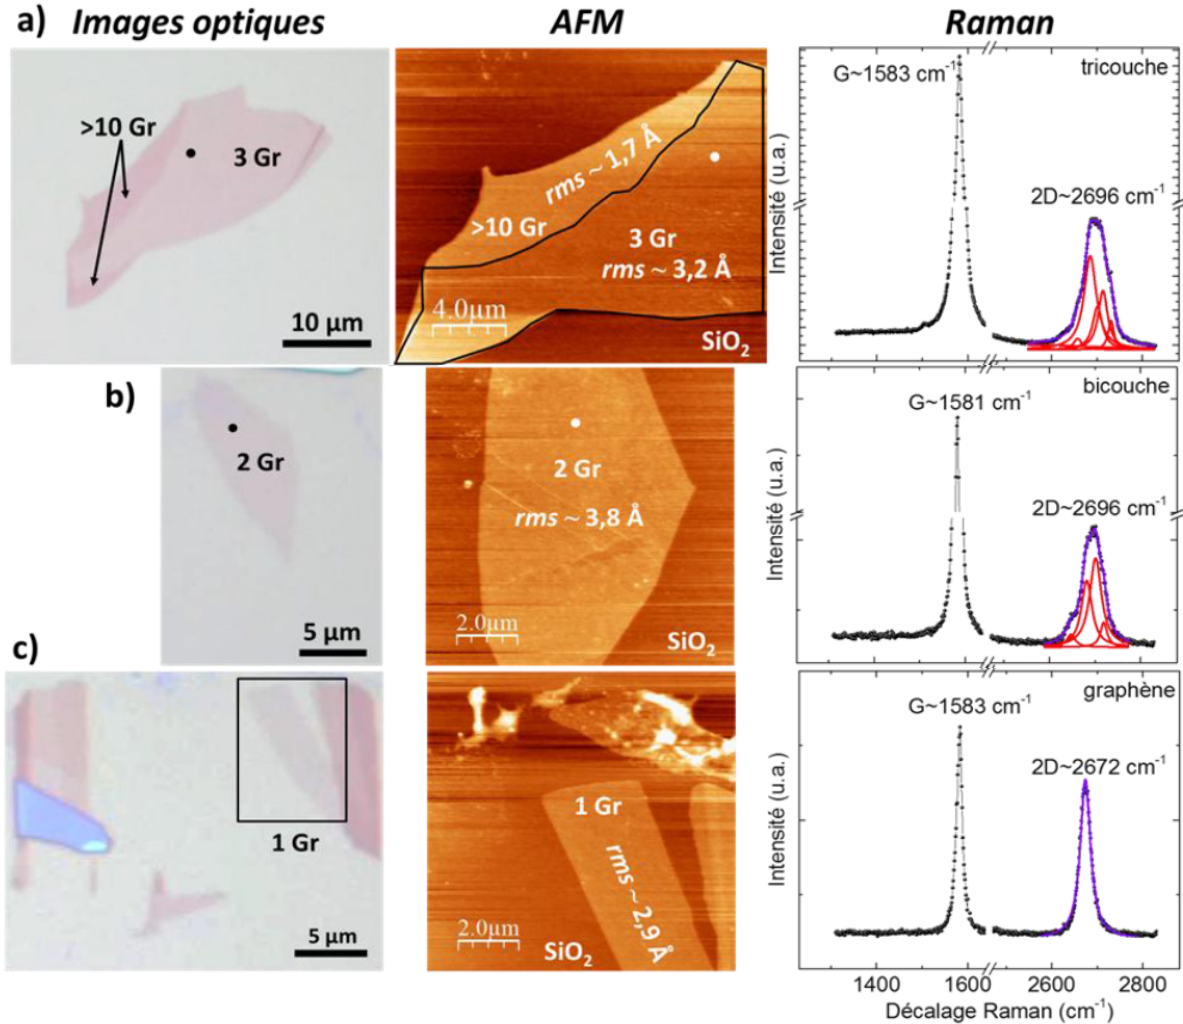 a) Images optiques AFM Raman
>10 Gr
3 Gr
10 μm
rms ~ 1,7 Å
>10 Gr
3 Gr
rms ~ 3,2 Å
4.0μm
SiO₂
Intensité (u.a.)
G~1583 cm⁻¹
tricouche
2D~2696 cm⁻¹
b)
2 Gr
5 μm
2 Gr
rms ~ 3,8 Å
2.0μm
SiO₂
Intensité (u.a.)
bicouche
G~1581 cm⁻¹
2D~2696 cm⁻¹
c)
1 Gr
5 μm
1 Gr
rms ~ 2,9 Å
2.0μm
SiO₂
Intensité (u.a.)
graphène
G~1583 cm⁻¹
2D~2672 cm⁻¹
1400 1600 2600 2800
Décalage Raman (cm⁻¹)